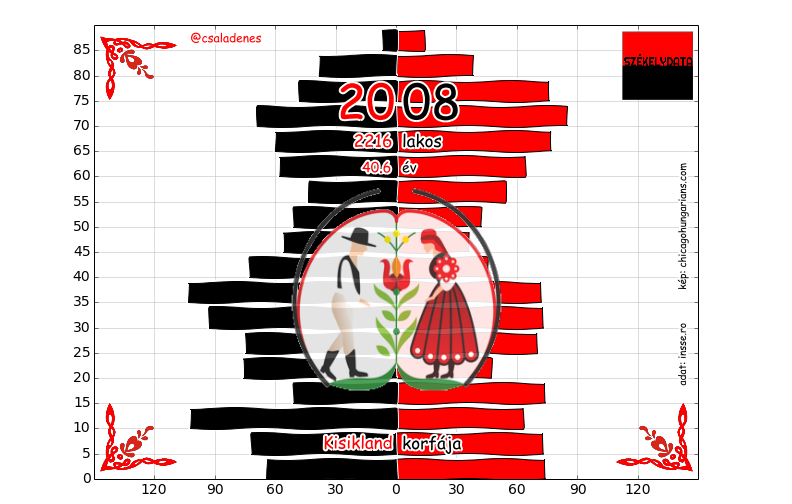 @csaladenes
SZÉKELYDATA
2008
2216 lakos
40.6 év
kép: chicagohungarians.com
adat: insse.ro
Kisikland korfája
85
80
75
70
65
60
55
50
45
40
35
30
25
20
15
10
5
0
120 90 60 30 0 30 60 90 120